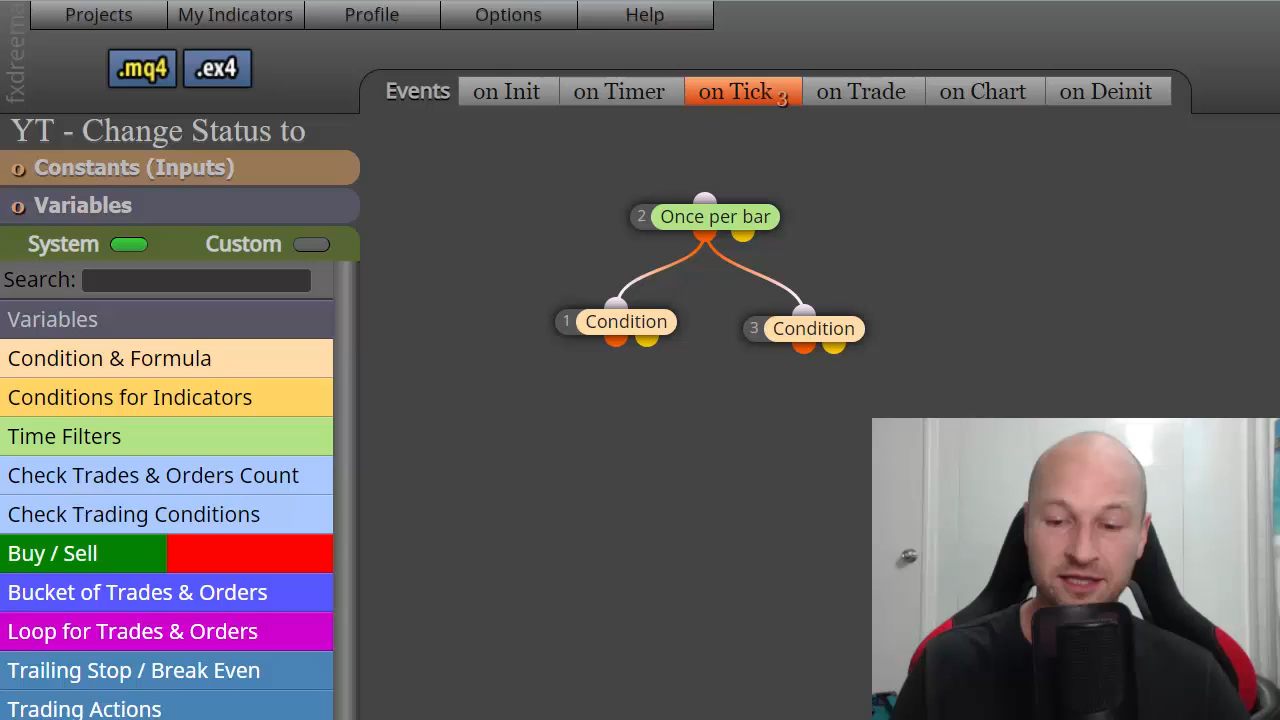 Projects
My Indicators
Profile
Options
Help
fxdreema
.mq4
.ex4
Events
on Init
on Timer
on Tick 3
on Trade
on Chart
on Deinit
YT - Change Status to
o Constants (Inputs)
o Variables
System
Custom
Search:
Variables
Condition & Formula
Conditions for Indicators
Time Filters
Check Trades & Orders Count
Check Trading Conditions
Buy / Sell
Bucket of Trades & Orders
Loop for Trades & Orders
Trailing Stop / Break Even
Trading Actions
2 Once per bar
1 Condition
3 Condition